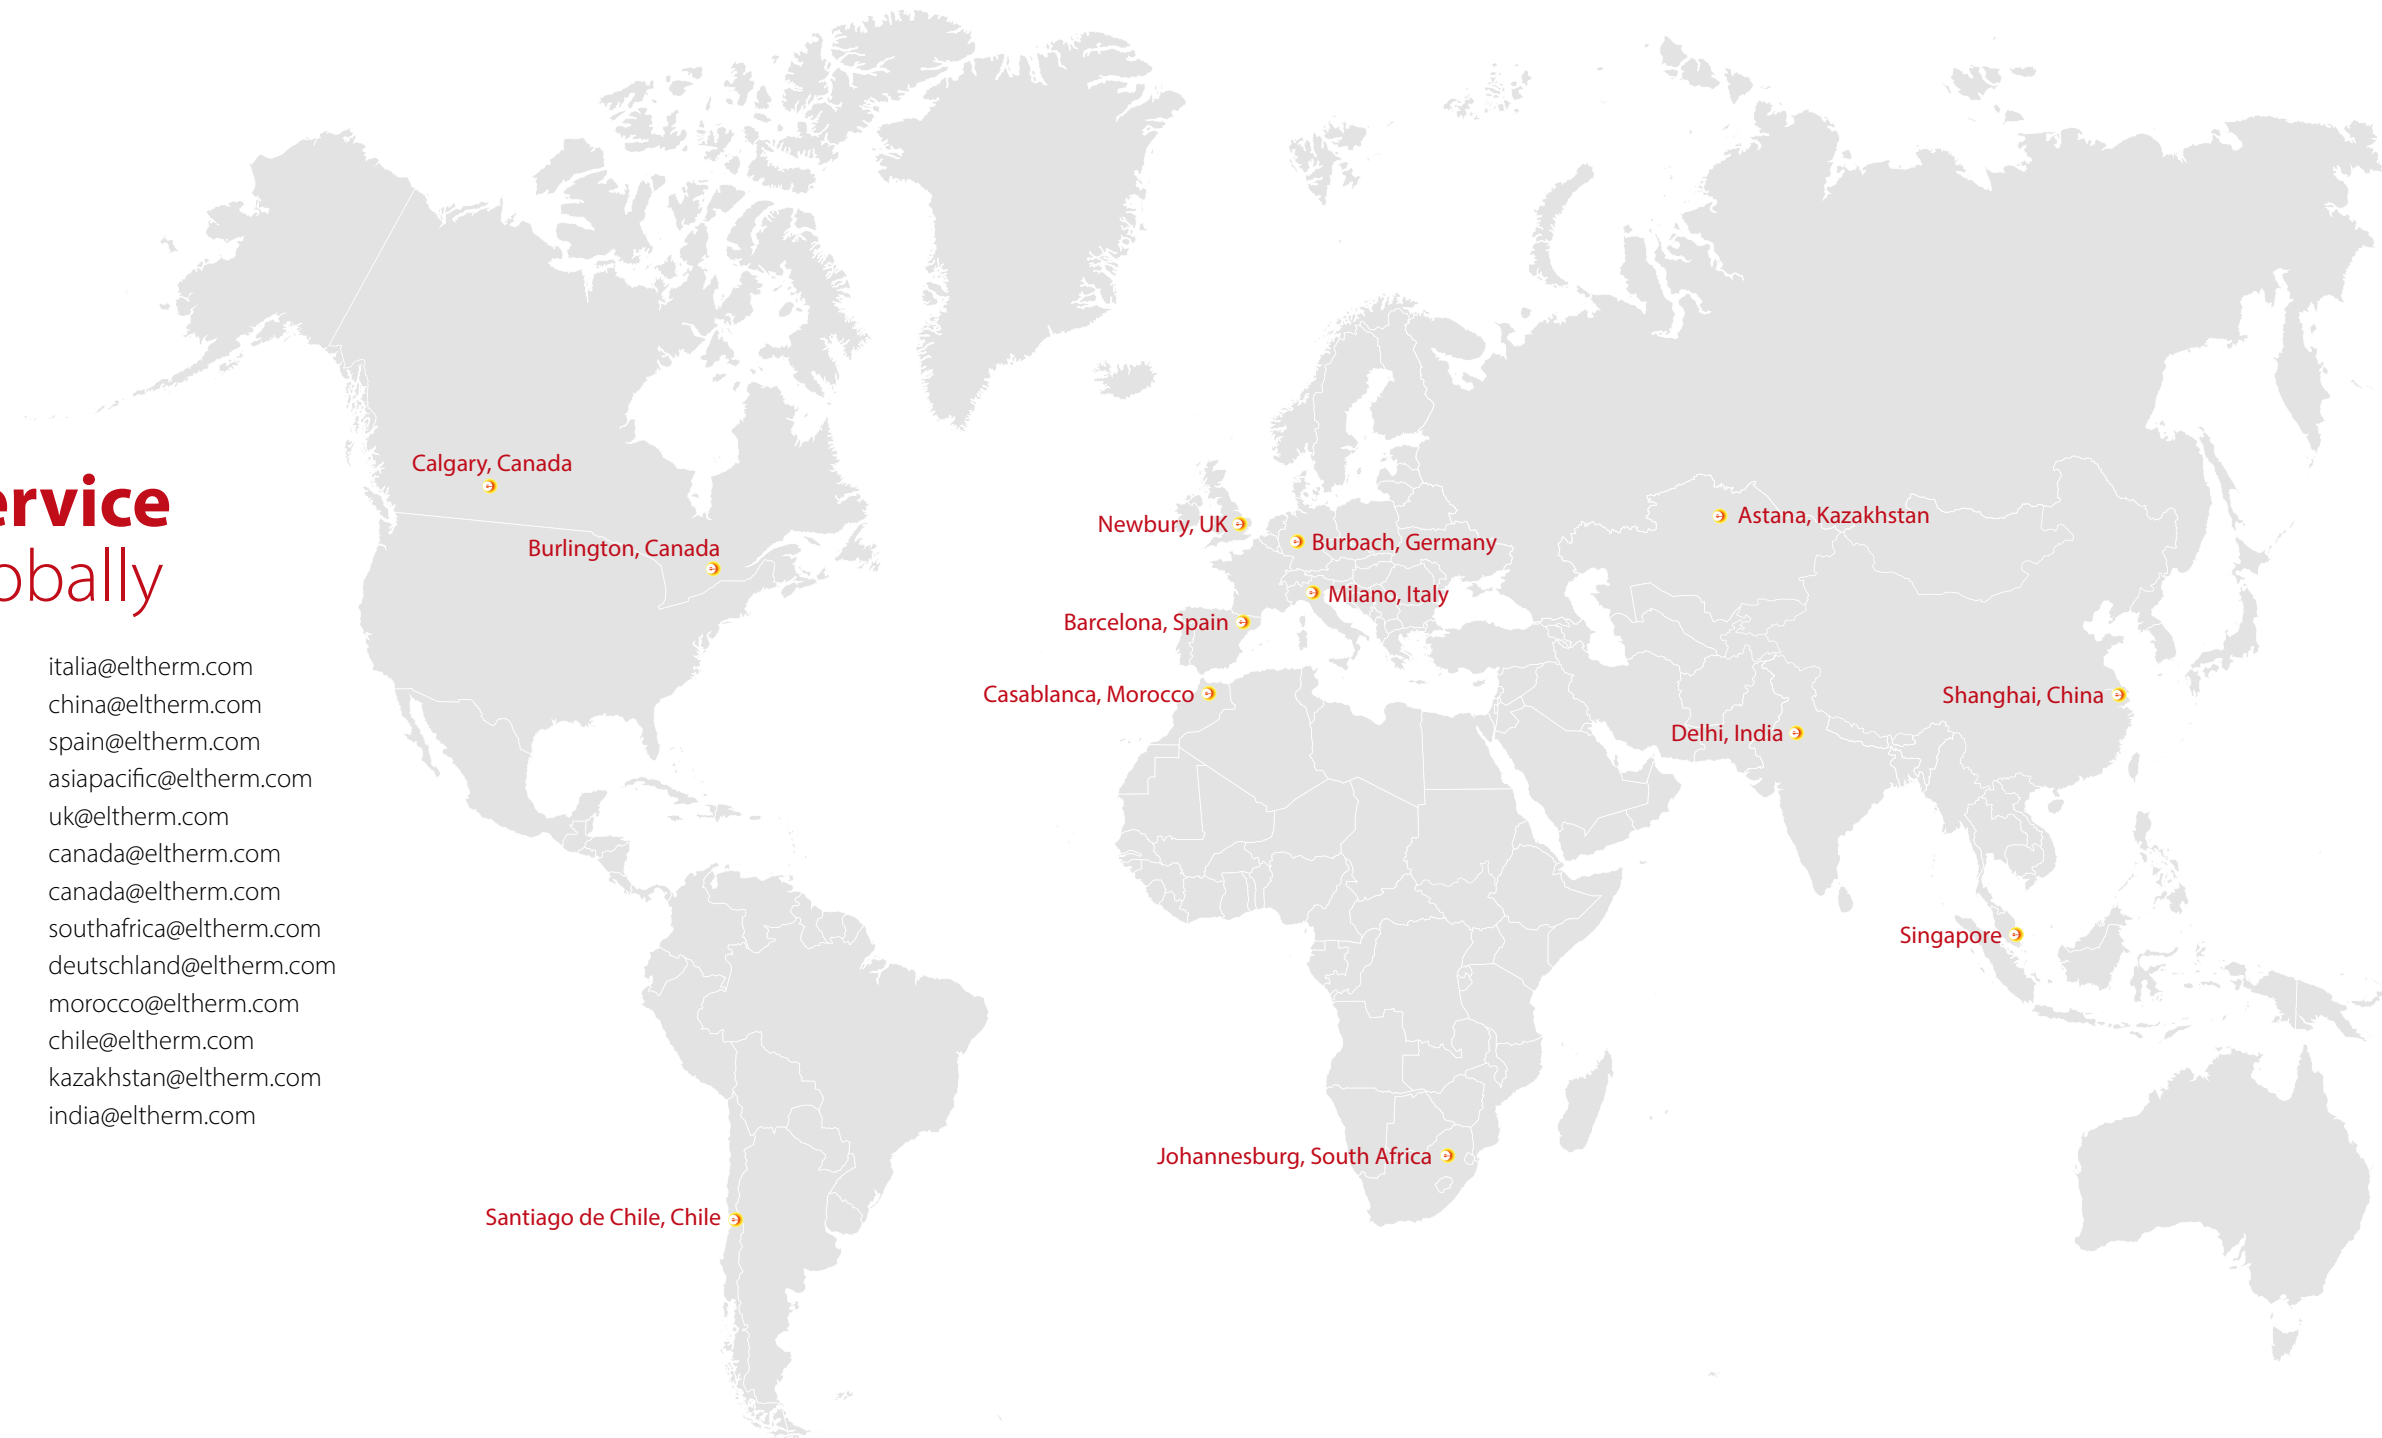 ervice
obally
italia@eltherm.com
china@eltherm.com
spain@eltherm.com
asiapacific@eltherm.com
uk@eltherm.com
canada@eltherm.com
canada@eltherm.com
southafrica@eltherm.com
deutschland@eltherm.com
morocco@eltherm.com
chile@eltherm.com
kazakhstan@eltherm.com
india@eltherm.com
Calgary, Canada
Burlington, Canada
Santiago de Chile, Chile
Newbury, UK
Burbach, Germany
Milano, Italy
Barcelona, Spain
Casablanca, Morocco
Johannesburg, South Africa
Astana, Kazakhstan
Shanghai, China
Delhi, India
Singapore